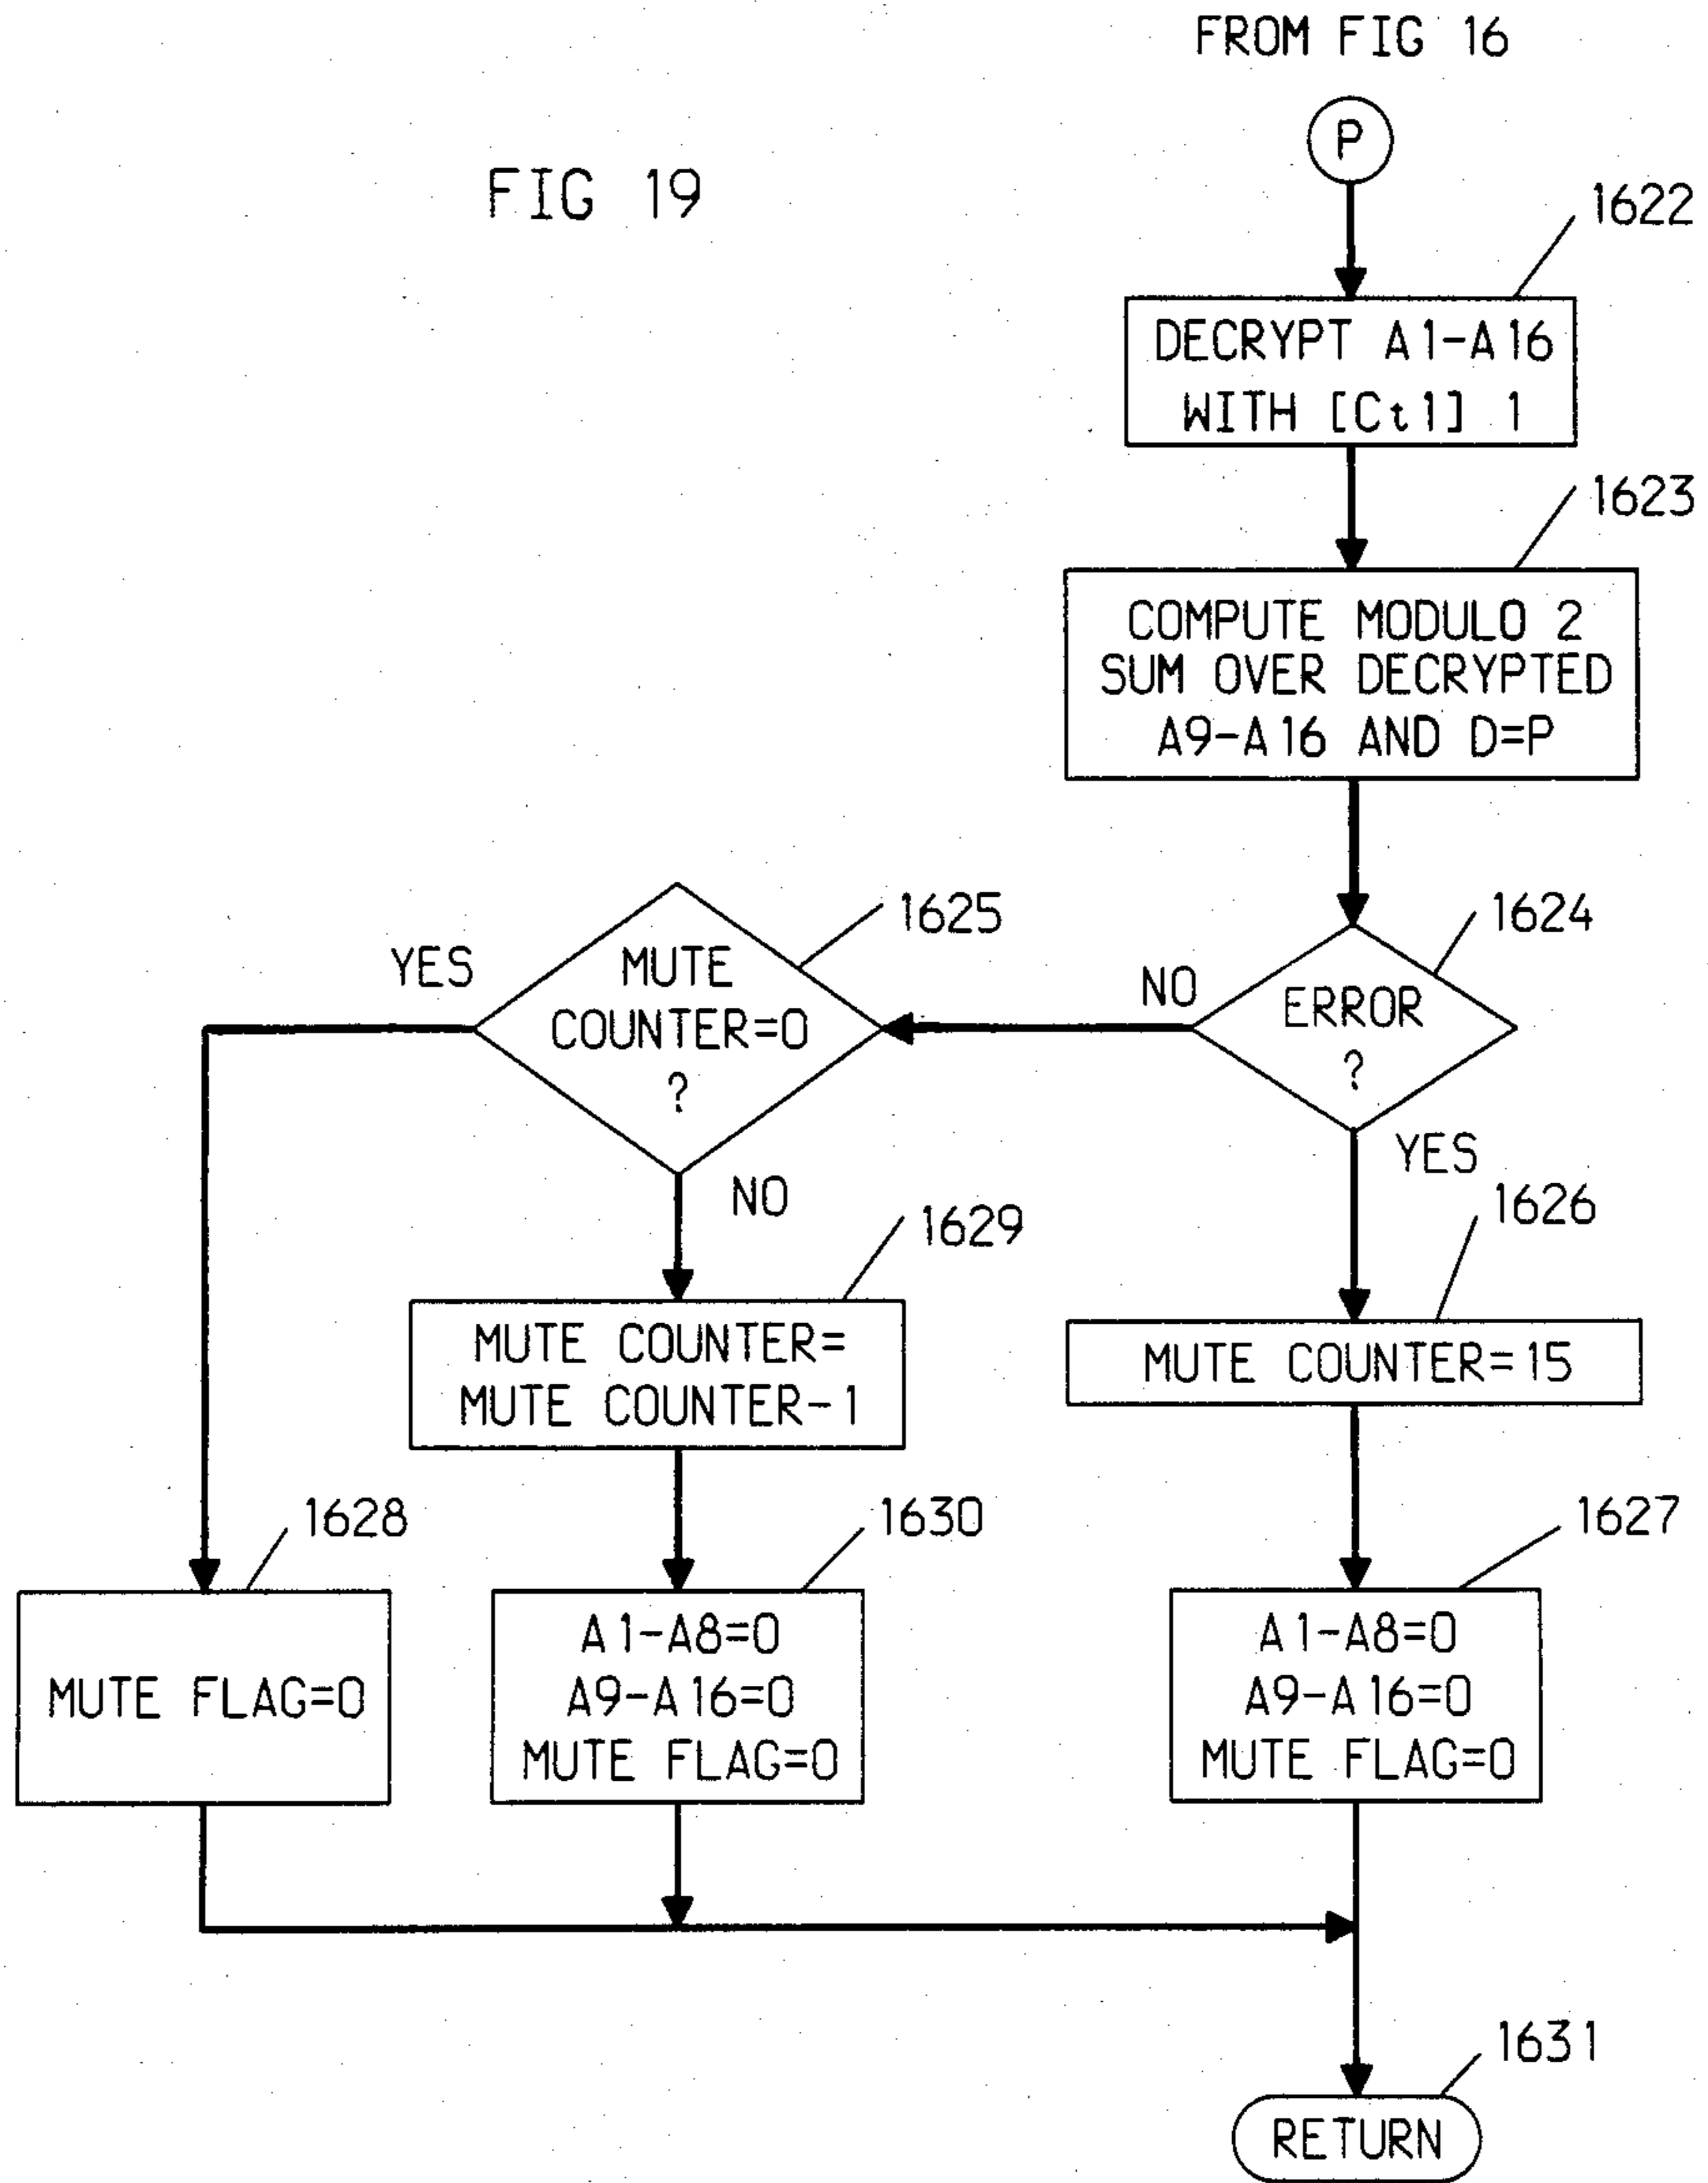 FROM FIG 16
P
FIG 19
1622
DECRYPT A1-A16
WITH [Ct1] 1
1623
COMPUTE MODULO 2
SUM OVER DECRYPTED
A9-A16 AND D=P
1624
ERROR
?
NO
YES
1625
MUTE
COUNTER=0
?
YES
NO
1629
MUTE COUNTER=
MUTE COUNTER-1
1626
MUTE COUNTER=15
1628
MUTE FLAG=0
1630
A1-A8=0
A9-A16=0
MUTE FLAG=0
1627
A1-A8=0
A9-A16=0
MUTE FLAG=0
1631
RETURN